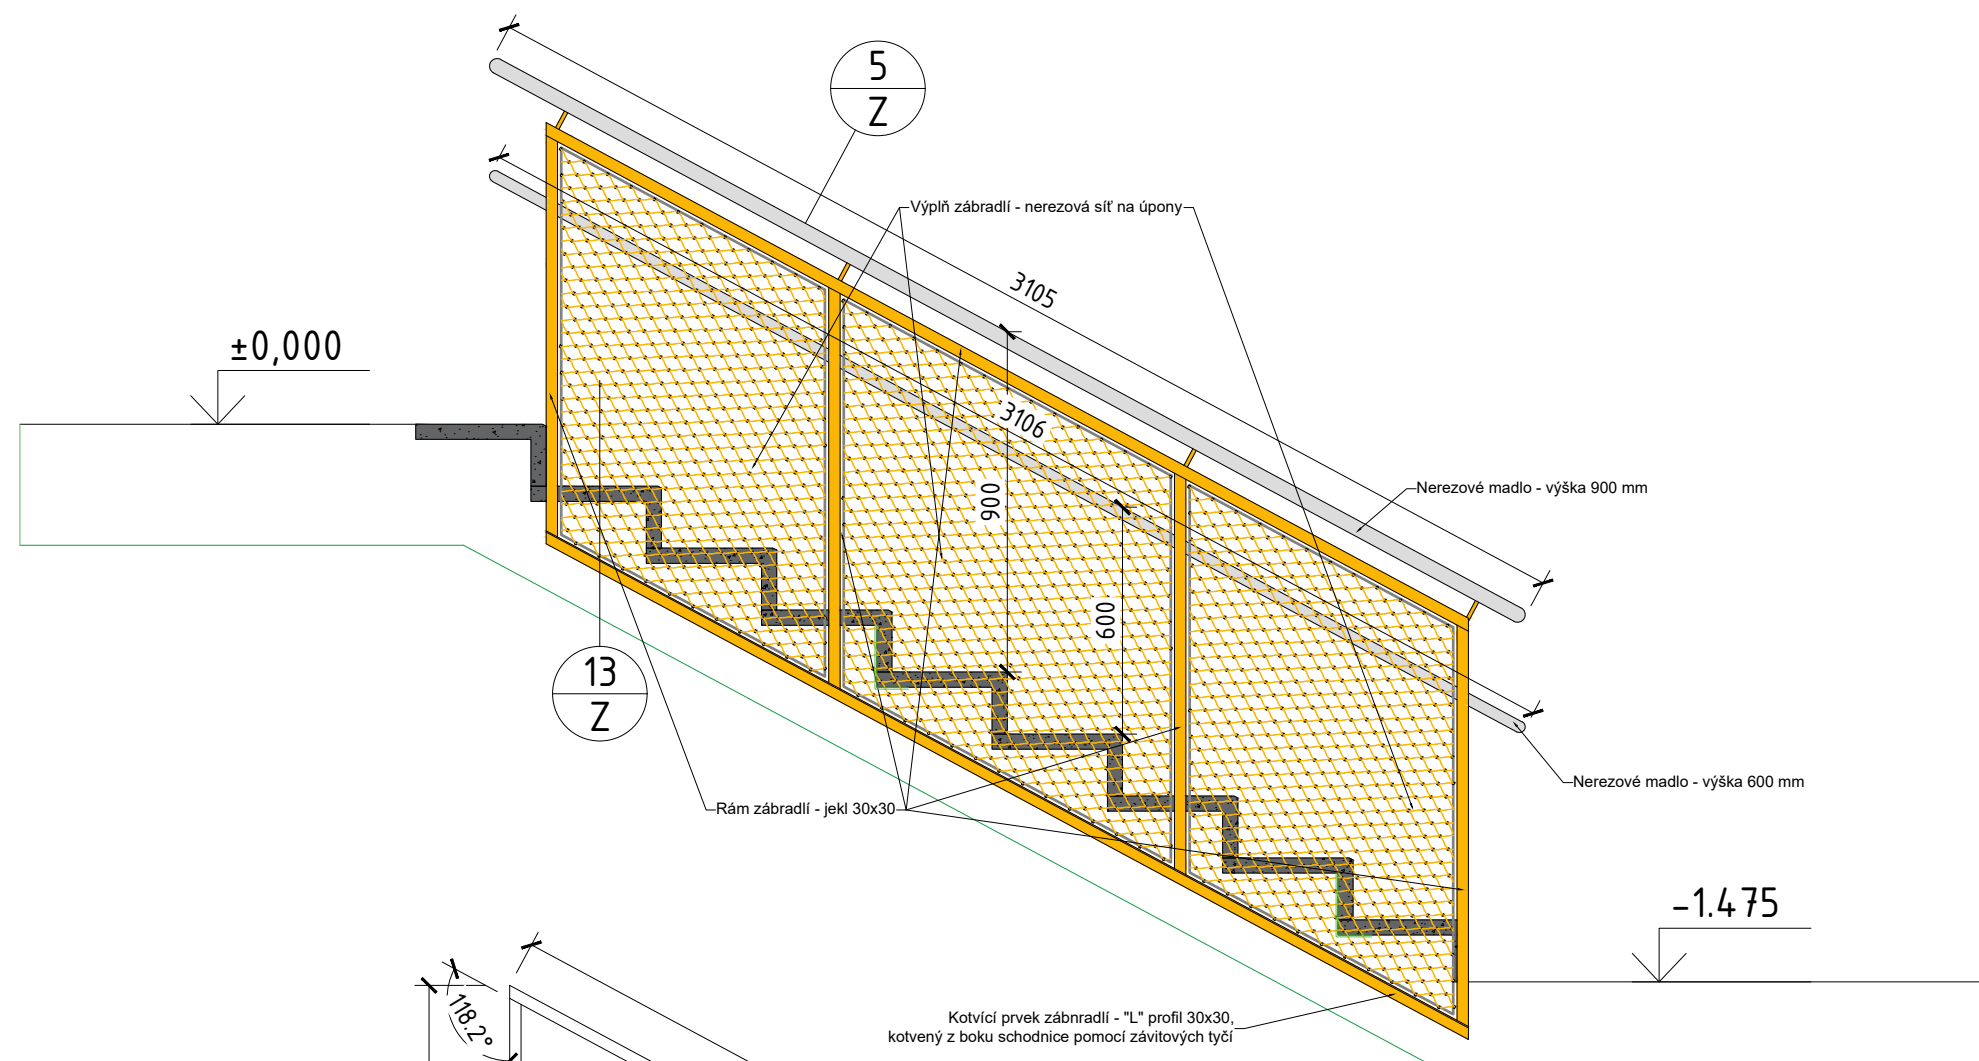 5
Z
Výplň zábradlí - nerezová síť na úpony
3105
±0,000
3106
900
Nerezové madlo - výška 900 mm
600
13
Z
Nerezové madlo - výška 600 mm
Rám zábradlí - jekl 30x30
-1.475
118.2°
Kotvící prvek zábnradlí - "L" profil 30x30,
kotvený z boku schodnice pomocí závitových tyčí